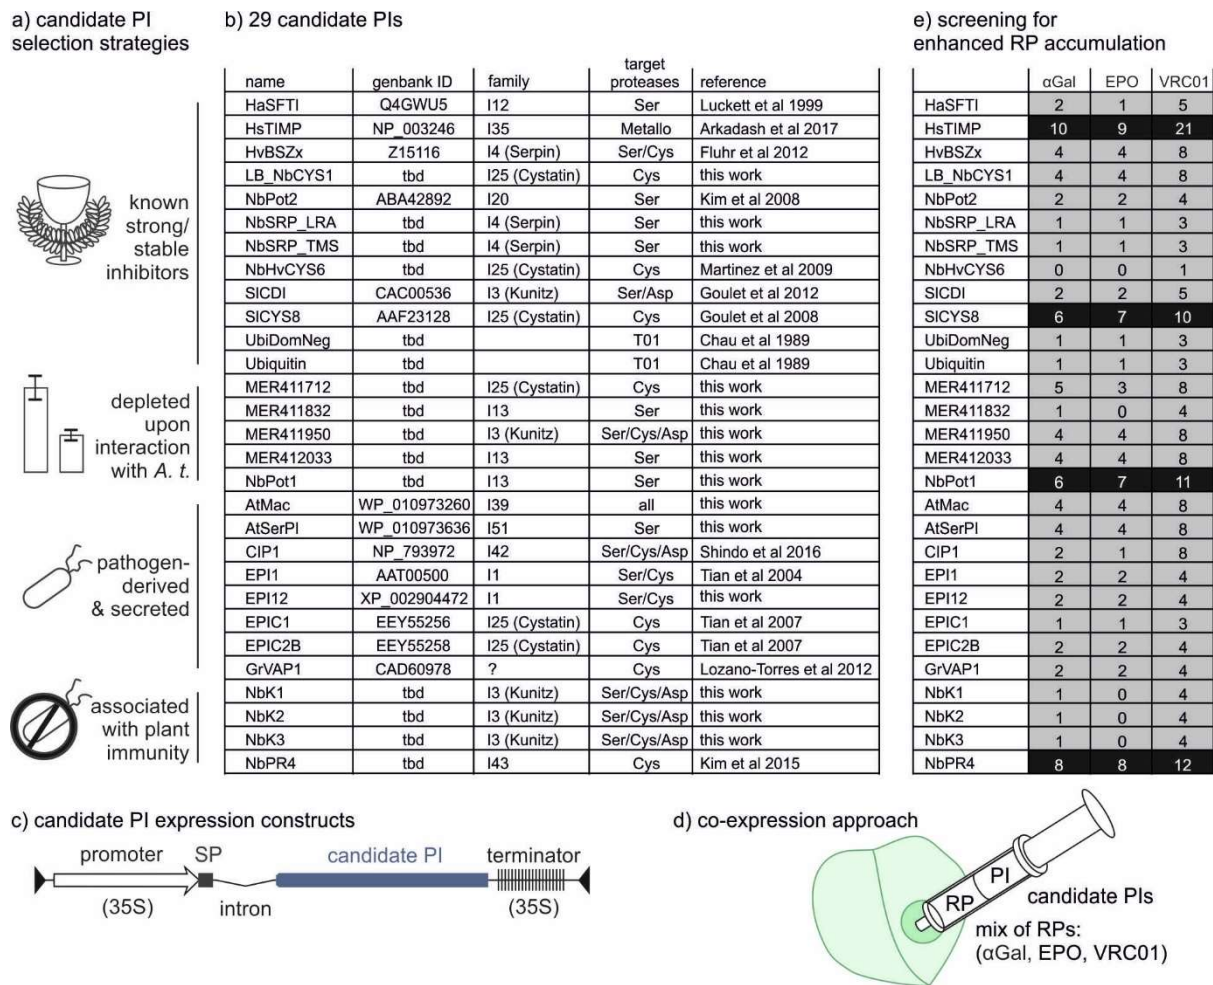 a) candidate PI
selection strategies
known
strong/
stable
inhibitors
depleted
upon
interaction
with A. t.
pathogen-
derived
& secreted
associated
with plant
immunity
b) 29 candidate PIs
name genbank ID family target proteases reference
HaSFTI Q4GWU5 I12 Ser Luckett et al 1999
HsTIMP NP_003246 I35 Metallo Arkadash et al 2017
HvBSZx Z15116 I4 (Serpin) Ser/Cys Fluhr et al 2012
LB_NbCYS1 tbd I25 (Cystatin) Cys this work
NbPot2 ABA42892 I20 Ser Kim et al 2008
NbSRP_LRA tbd I4 (Serpin) Ser this work
NbSRP_TMS tbd I4 (Serpin) Ser this work
NbHvCYS6 tbd I25 (Cystatin) Cys Martinez et al 2009
SlCDI CAC00536 I3 (Kunitz) Ser/Asp Goulet et al 2012
SlCYS8 AAF23128 I25 (Cystatin) Cys Goulet et al 2008
UbiDomNeg tbd T01 Chau et al 1989
Ubiquitin tbd T01 Chau et al 1989
MER411712 tbd I25 (Cystatin) Cys this work
MER411832 tbd I13 Ser this work
MER411950 tbd I3 (Kunitz) Ser/Cys/Asp this work
MER412033 tbd I13 Ser this work
NbPot1 tbd I13 Ser this work
AtMac WP_010973260 I39 all this work
AtSerPI WP_010973636 I51 Ser this work
CIP1 NP_793972 I42 Ser/Cys/Asp Shindo et al 2016
EPI1 AAT00500 I1 Ser/Cys Tian et al 2004
EPI12 XP_002904472 I1 Ser/Cys this work
EPIC1 EEY55256 I25 (Cystatin) Cys Tian et al 2007
EPIC2B EEY55258 I25 (Cystatin) Cys Tian et al 2007
GrVAP1 CAD60978 ? Cys Lozano-Torres et al 2012
NbK1 tbd I3 (Kunitz) Ser/Cys/Asp this work
NbK2 tbd I3 (Kunitz) Ser/Cys/Asp this work
NbK3 tbd I3 (Kunitz) Ser/Cys/Asp this work
NbPR4 tbd I43 Cys Kim et al 2015
e) screening for
enhanced RP accumulation
αGal EPO VRC01
HaSFTI 2 1 5
HsTIMP 10 9 21
HvBSZx 4 4 8
LB_NbCYS1 4 4 8
NbPot2 2 2 4
NbSRP_LRA 1 1 3
NbSRP_TMS 1 1 3
NbHvCYS6 0 0 1
SlCDI 2 2 5
SlCYS8 6 7 10
UbiDomNeg 1 1 3
Ubiquitin 1 1 3
MER411712 5 3 8
MER411832 1 0 4
MER411950 4 4 8
MER412033 4 4 8
NbPot1 6 7 11
AtMac 4 4 8
AtSerPI 4 4 8
CIP1 2 1 8
EPI1 2 2 4
EPI12 2 2 4
EPIC1 1 1 3
EPIC2B 2 2 4
GrVAP1 2 2 4
NbK1 1 0 4
NbK2 1 0 4
NbK3 1 0 4
NbPR4 8 8 12
c) candidate PI expression constructs
promoter SP candidate PI terminator
(35S) intron (35S)
d) co-expression approach
RP PI
candidate PIs
mix of RPs:
(αGal, EPO, VRC01)